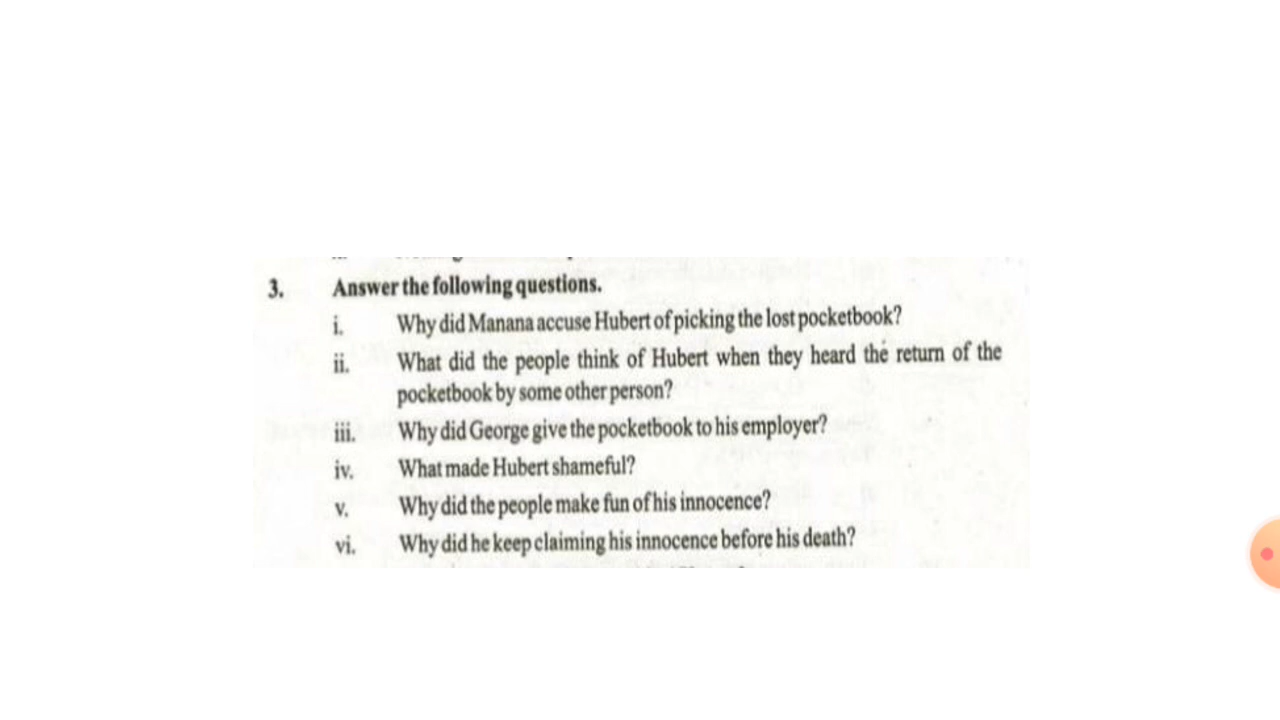 3. Answer the following questions.
i. Why did Manana accuse Hubert of picking the lost pocketbook?
ii. What did the people think of Hubert when they heard the return of the
pocketbook by some other person?
iii. Why did George give the pocketbook to his employer?
iv. What made Hubert shameful?
v. Why did the people make fun of his innocence?
vi. Why did he keep claiming his innocence before his death?